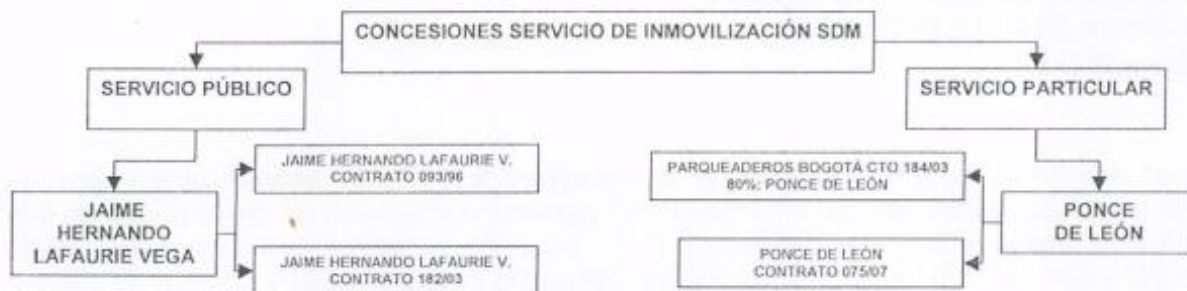 CONCESIONES SERVICIO DE INMOVILIZACIÓN SDM
SERVICIO PÚBLICO
SERVICIO PARTICULAR
JAIME HERNANDO LAFAURIE V.
CONTRATO 093/96
PARQUEADEROS BOGOTÁ CTO 184/03
80%: PONCE DE LEÓN
JAIME
HERNANDO
LAFAURIE VEGA
PONCE
DE LEÓN
JAIME HERNANDO LAFAURIE V.
CONTRATO 182/03
PONCE DE LEÓN
CONTRATO 075/07